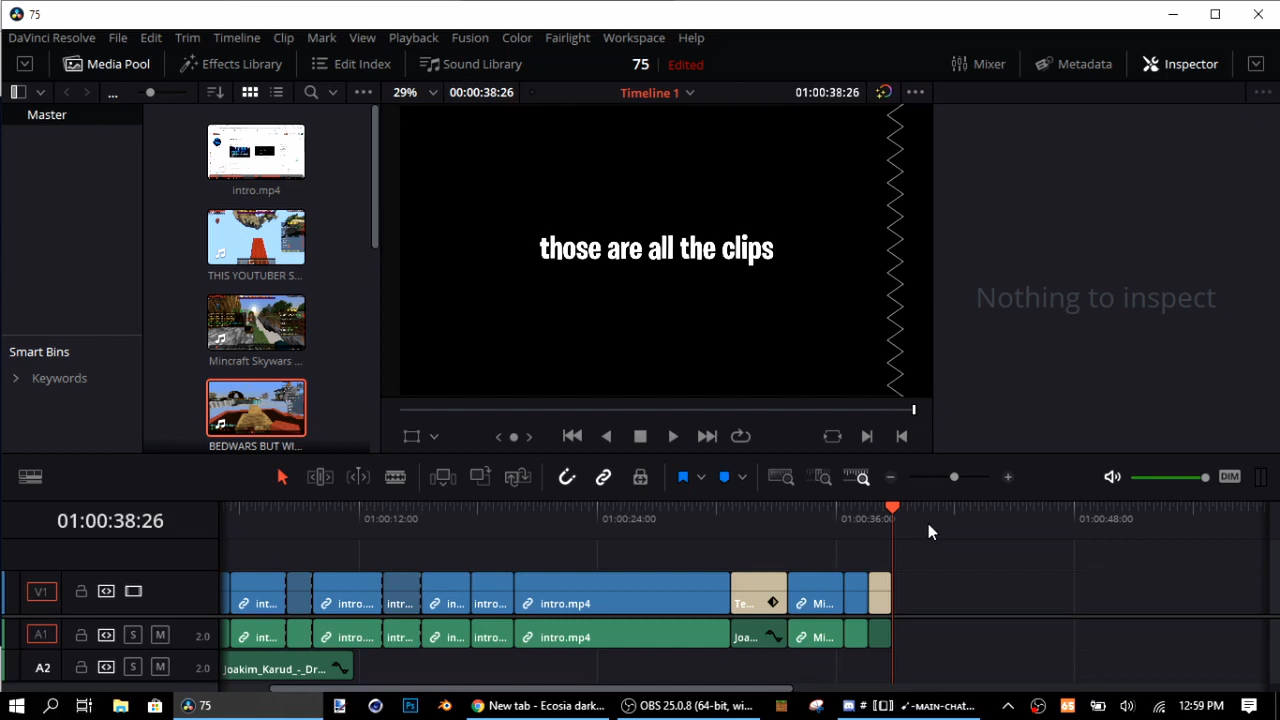 75
DaVinci Resolve File Edit Trim Timeline Clip Mark View Playback Fusion Color Fairlight Workspace Help
Media Pool Effects Library Edit Index Sound Library 75 Edited Mixer Metadata Inspector
... 29% 00:00:38:26 Timeline 1 01:00:38:26
Master
intro.mp4
THIS YOUTUBER S...
Mincraft Skywars ...
BEDWARS BUT WI...
Smart Bins
Keywords
those are all the clips
Nothing to inspect
DIM
01:00:38:26 01:00:12:00 01:00:24:00 01:00:36:00 01:00:48:00
V1 int... intro.... intr... in... intro... intro.mp4 Te... Mi...
A1 S M 2.0 int... intro.... intr... in... intro... intro.mp4 Joa... Mi...
A2 S M 2.0 Joakim_Karud_-_Dr...
75 Ps New tab - Ecosia dark... OBS 25.0.8 (64-bit, wi... -MAIN-CHAT... 65 12:59 PM